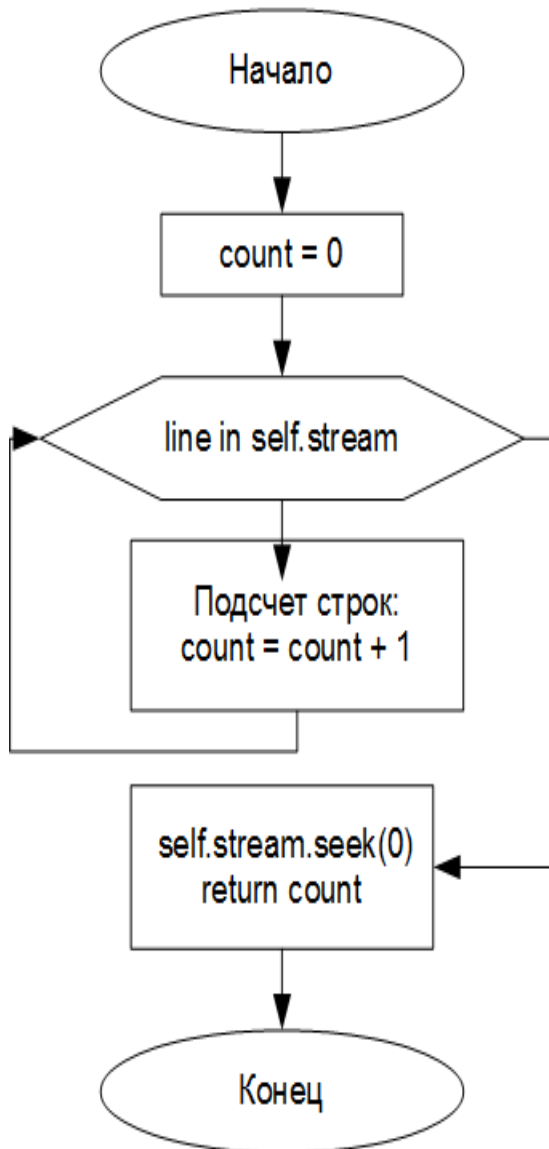 Начало
count = 0
line in self.stream
Подсчет строк:
count = count + 1
self.stream.seek(0)
return count
Конец